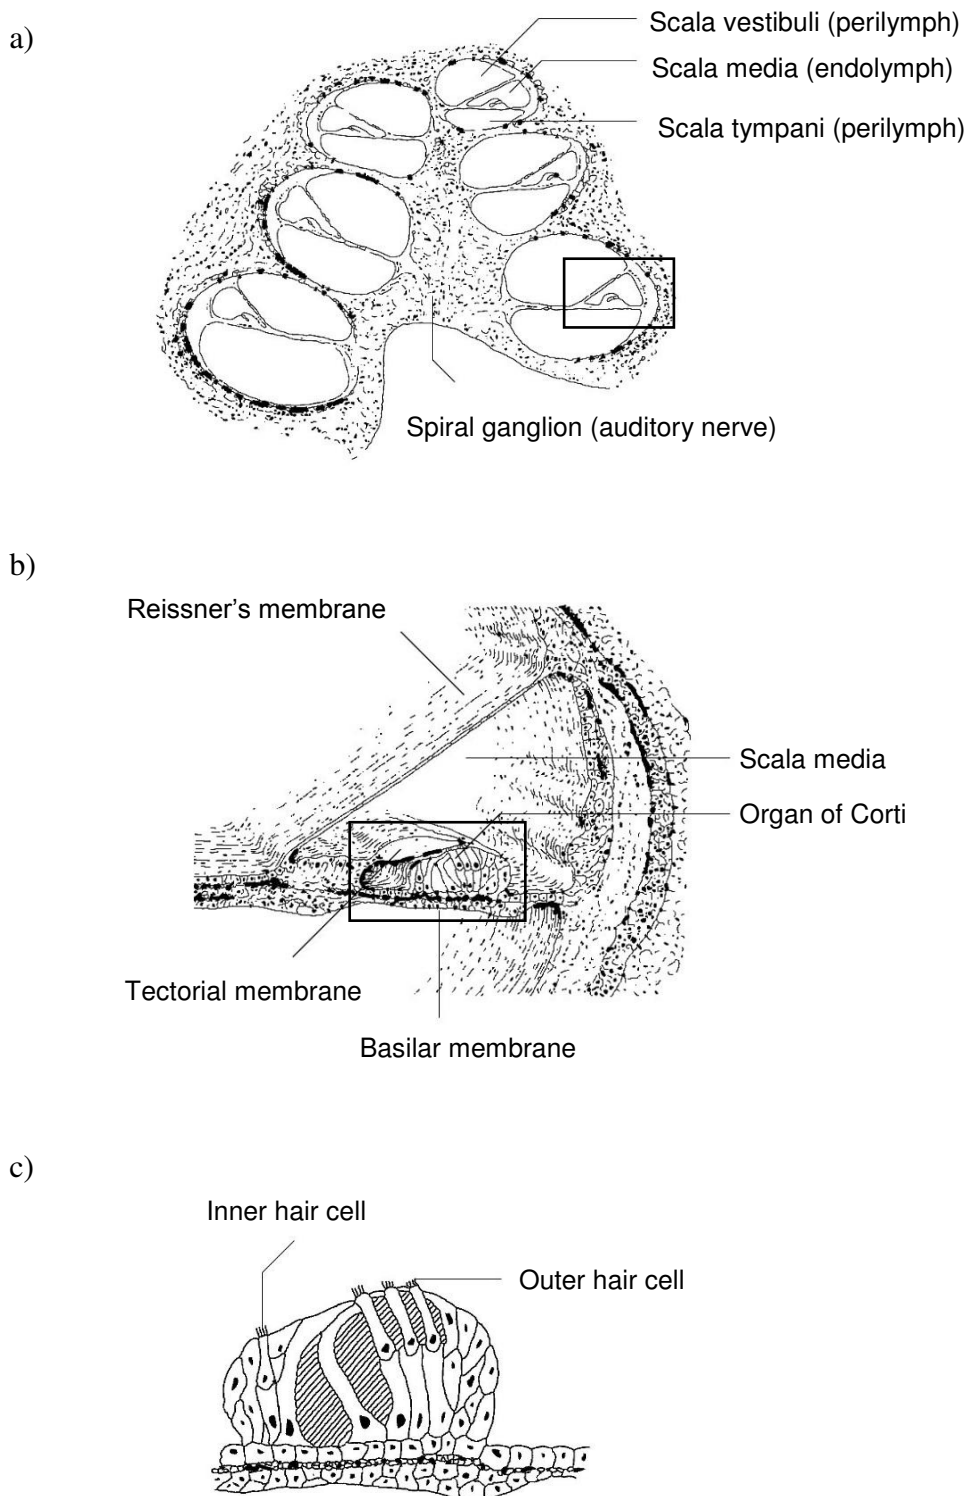 a)
Scala vestibuli (perilymph)
Scala media (endolymph)
Scala tympani (perilymph)
Spiral ganglion (auditory nerve)
b)
Reissner’s membrane
Scala media
Organ of Corti
Tectorial membrane
Basilar membrane
c)
Inner hair cell
Outer hair cell